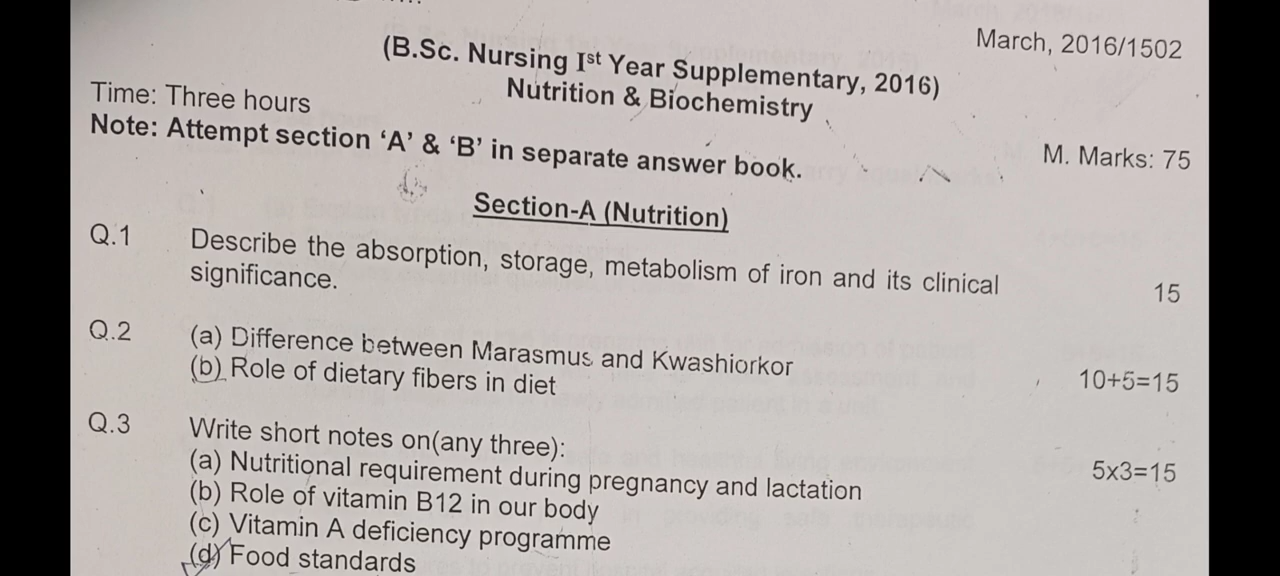 March, 2016/1502
(B.Sc. Nursing Ist Year Supplementary, 2016)
Nutrition & Biochemistry
Time: Three hours
M. Marks: 75
Note: Attempt section ‘A’ & ‘B’ in separate answer book.
Section-A (Nutrition)
Q.1 Describe the absorption, storage, metabolism of iron and its clinical
significance. 15
Q.2 (a) Difference between Marasmus and Kwashiorkor
(b) Role of dietary fibers in diet 10+5=15
Q.3 Write short notes on(any three):
(a) Nutritional requirement during pregnancy and lactation 5x3=15
(b) Role of vitamin B12 in our body
(c) Vitamin A deficiency programme
(d) Food standards